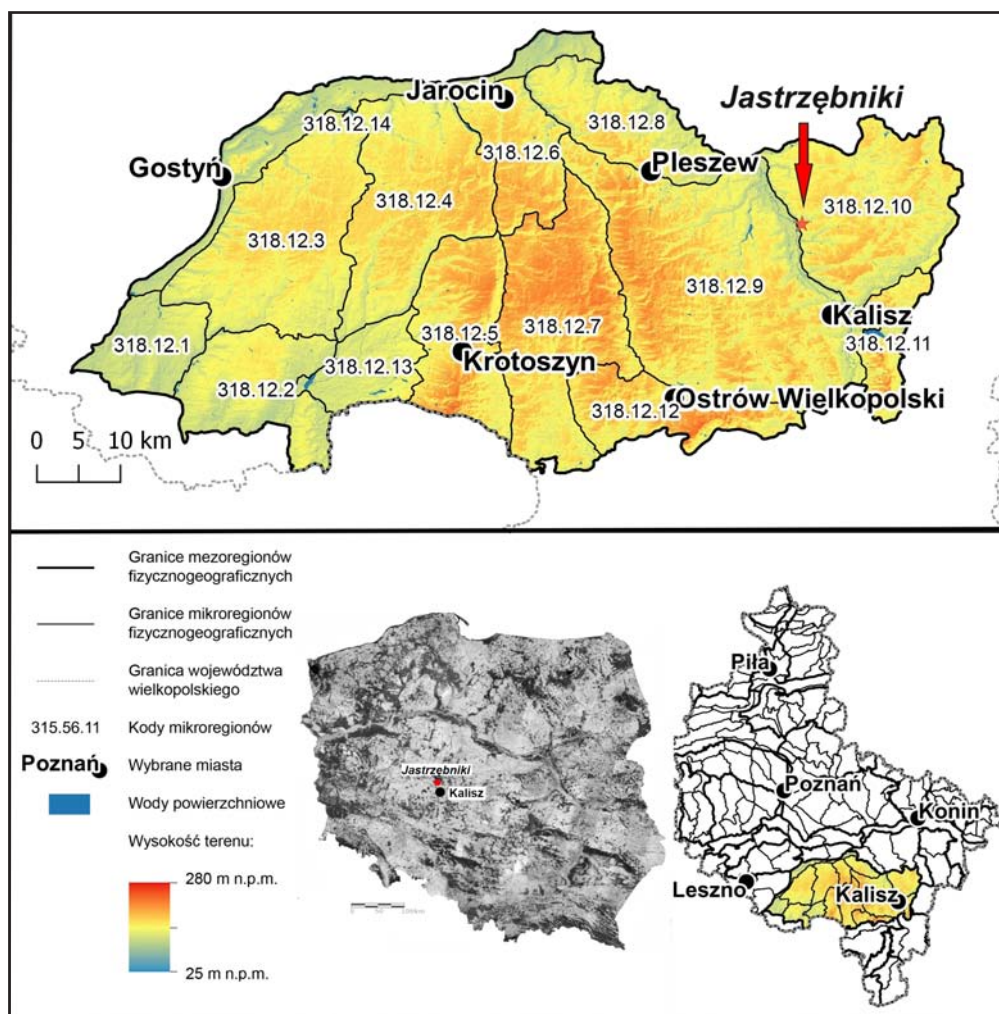 Jarocin
Jastrzębniki
318.12.14
318.12.8
318.12.6
Gostyń
Pleszew
318.12.4
318.12.10
318.12.3
318.12.9
Kalisz
318.12.1
318.12.5
318.12.7
318.12.11
318.12.13
Krotoszyn
318.12.2
318.12.12
Ostrów Wielkopolski
0 5 10 km
Granice mezoregionów
fizycznogeograficznych
Granice mikroregionów
fizycznogeograficznych
Granica województwa
wielkopolskiego
315.56.11
Kody mikroregionów
Poznań
Wybrane miasta
Wody powierzchniowe
Wysokość terenu:
280 m n.p.m.
25 m n.p.m.
Jastrzębniki
Kalisz
Piła
Poznań
Konin
Leszno
Kalisz